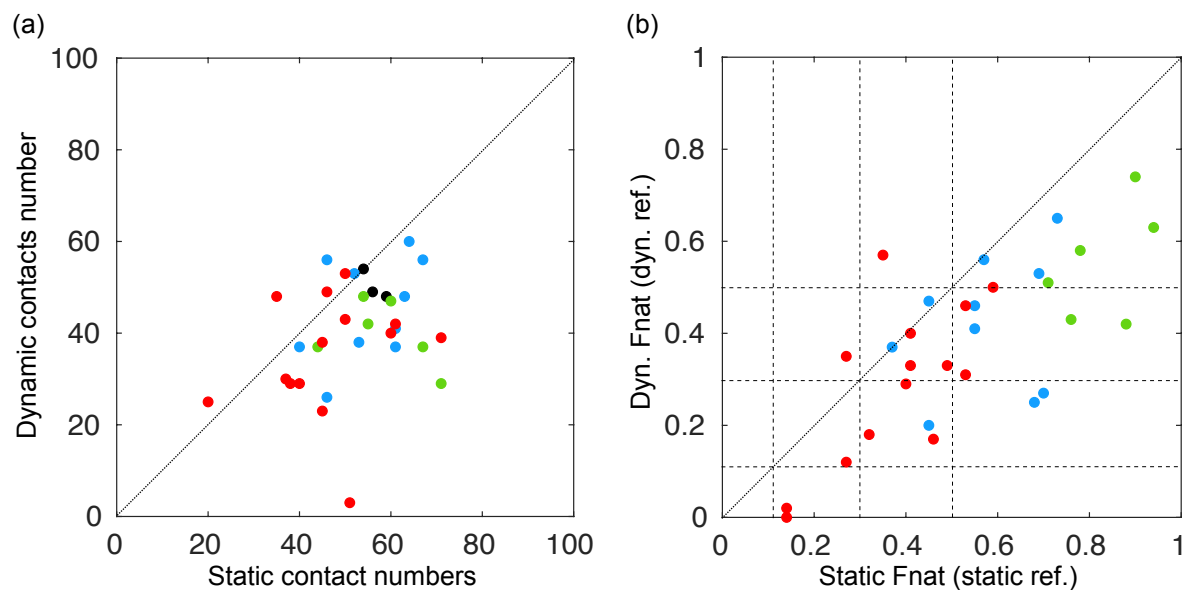 (a)
(b)
100
80
60
40
20
0
Dynamic contacts number
0 20 40 60 80 100
Static contact numbers
1
0.8
0.6
0.4
0.2
0
Dyn. Fnat (dyn. ref.)
0 0.2 0.4 0.6 0.8 1
Static Fnat (static ref.)